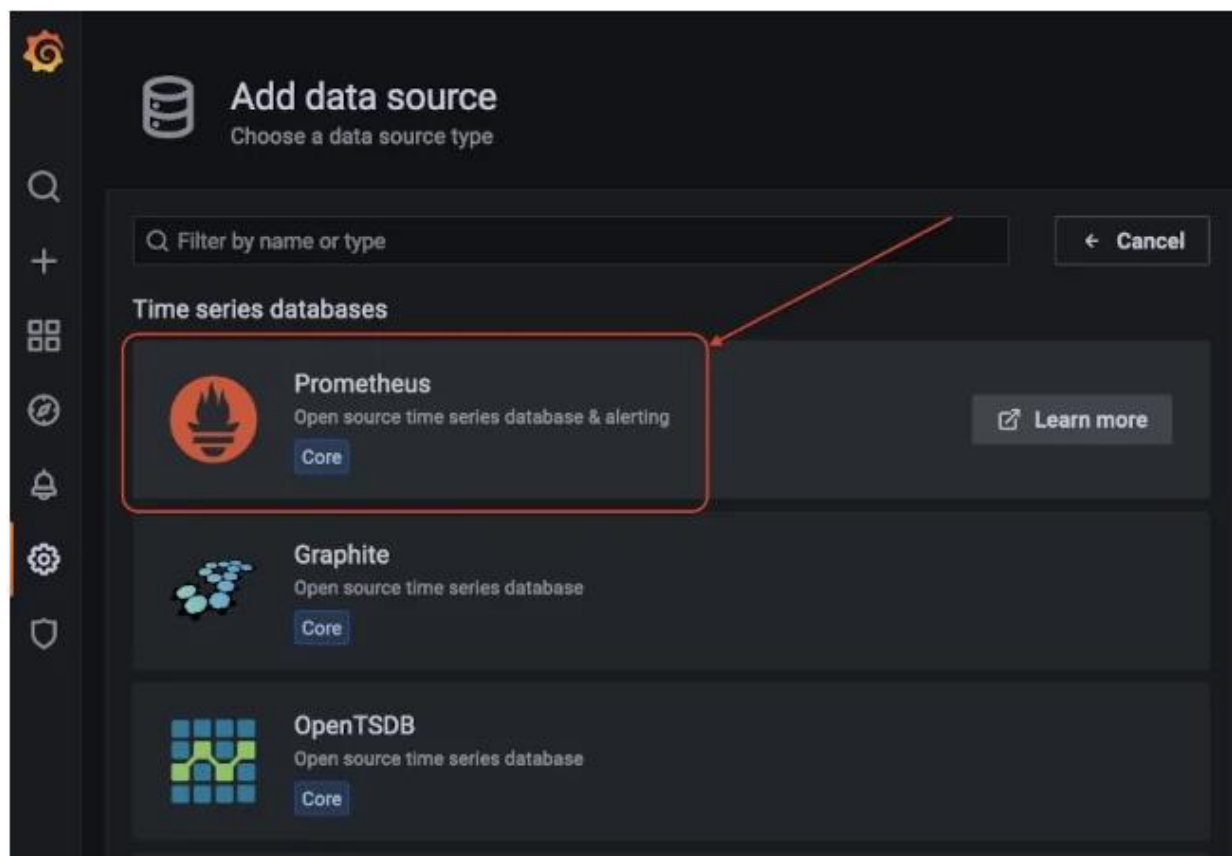 Add data source
Choose a data source type
Filter by name or type
← Cancel
Time series databases
Prometheus
Open source time series database & alerting
Core
Learn more
Graphite
Open source time series database
Core
OpenTSDB
Open source time series database
Core